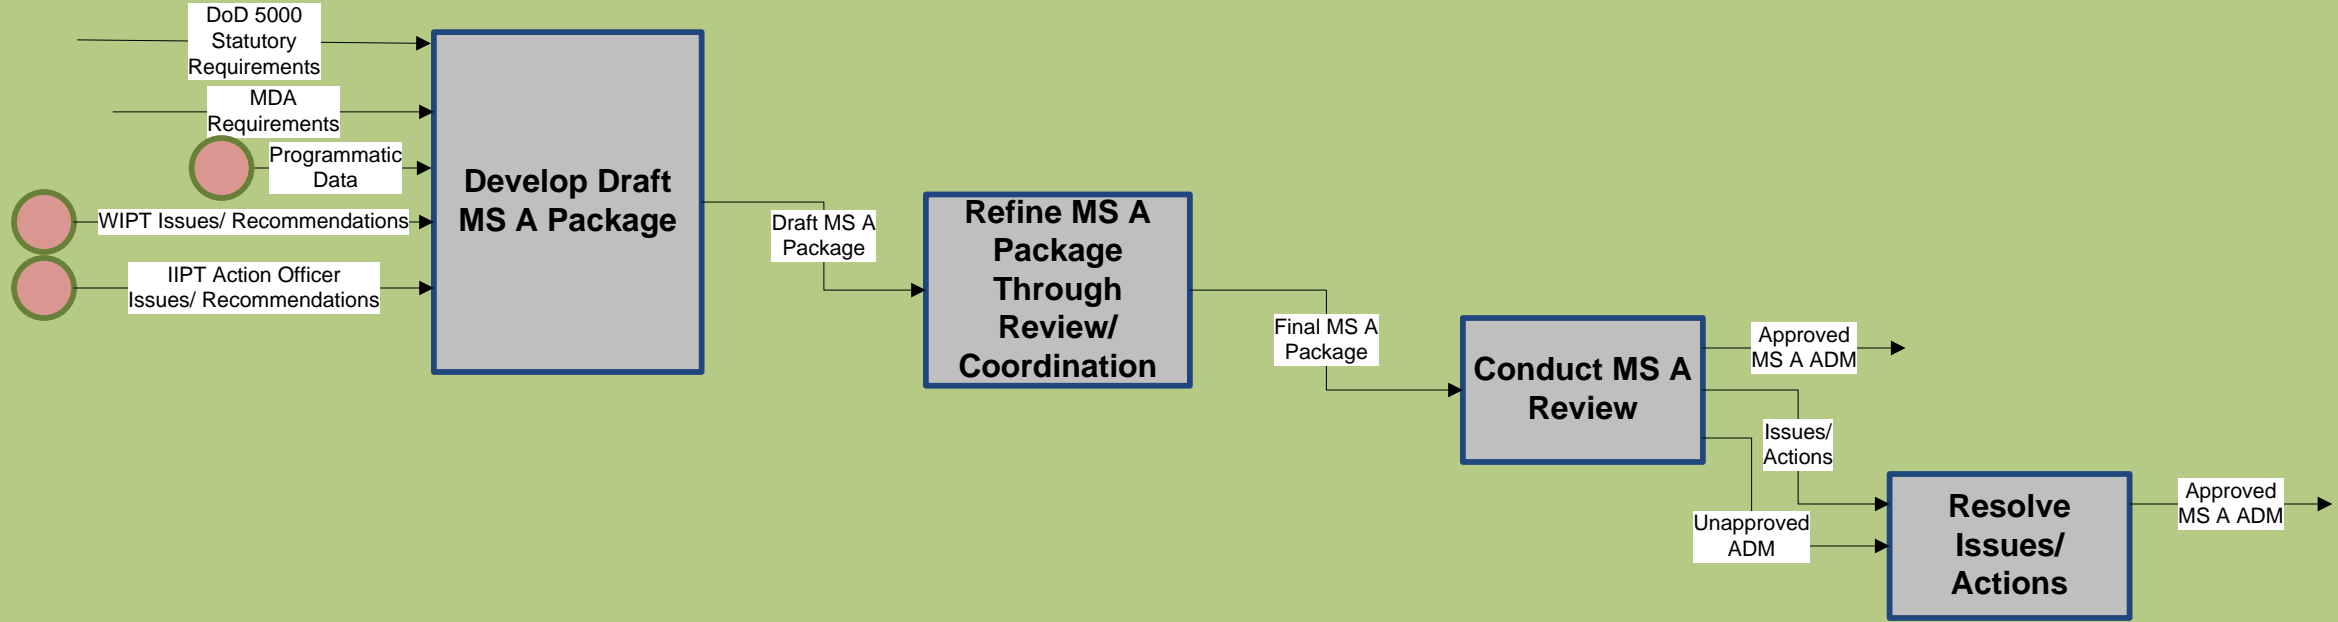 DoD 5000
Statutory
Requirements
MDA
Requirements
Programmatic
Data
WIPT Issues/ Recommendations
IIPT Action Officer
Issues/ Recommendations
Develop Draft
MS A Package
Draft MS A
Package
Refine MS A
Package
Through
Review/
Coordination
Final MS A
Package
Conduct MS A
Review
Approved
MS A ADM
Issues/
Actions
Unapproved
ADM
Resolve
Issues/
Actions
Approved
MS A ADM